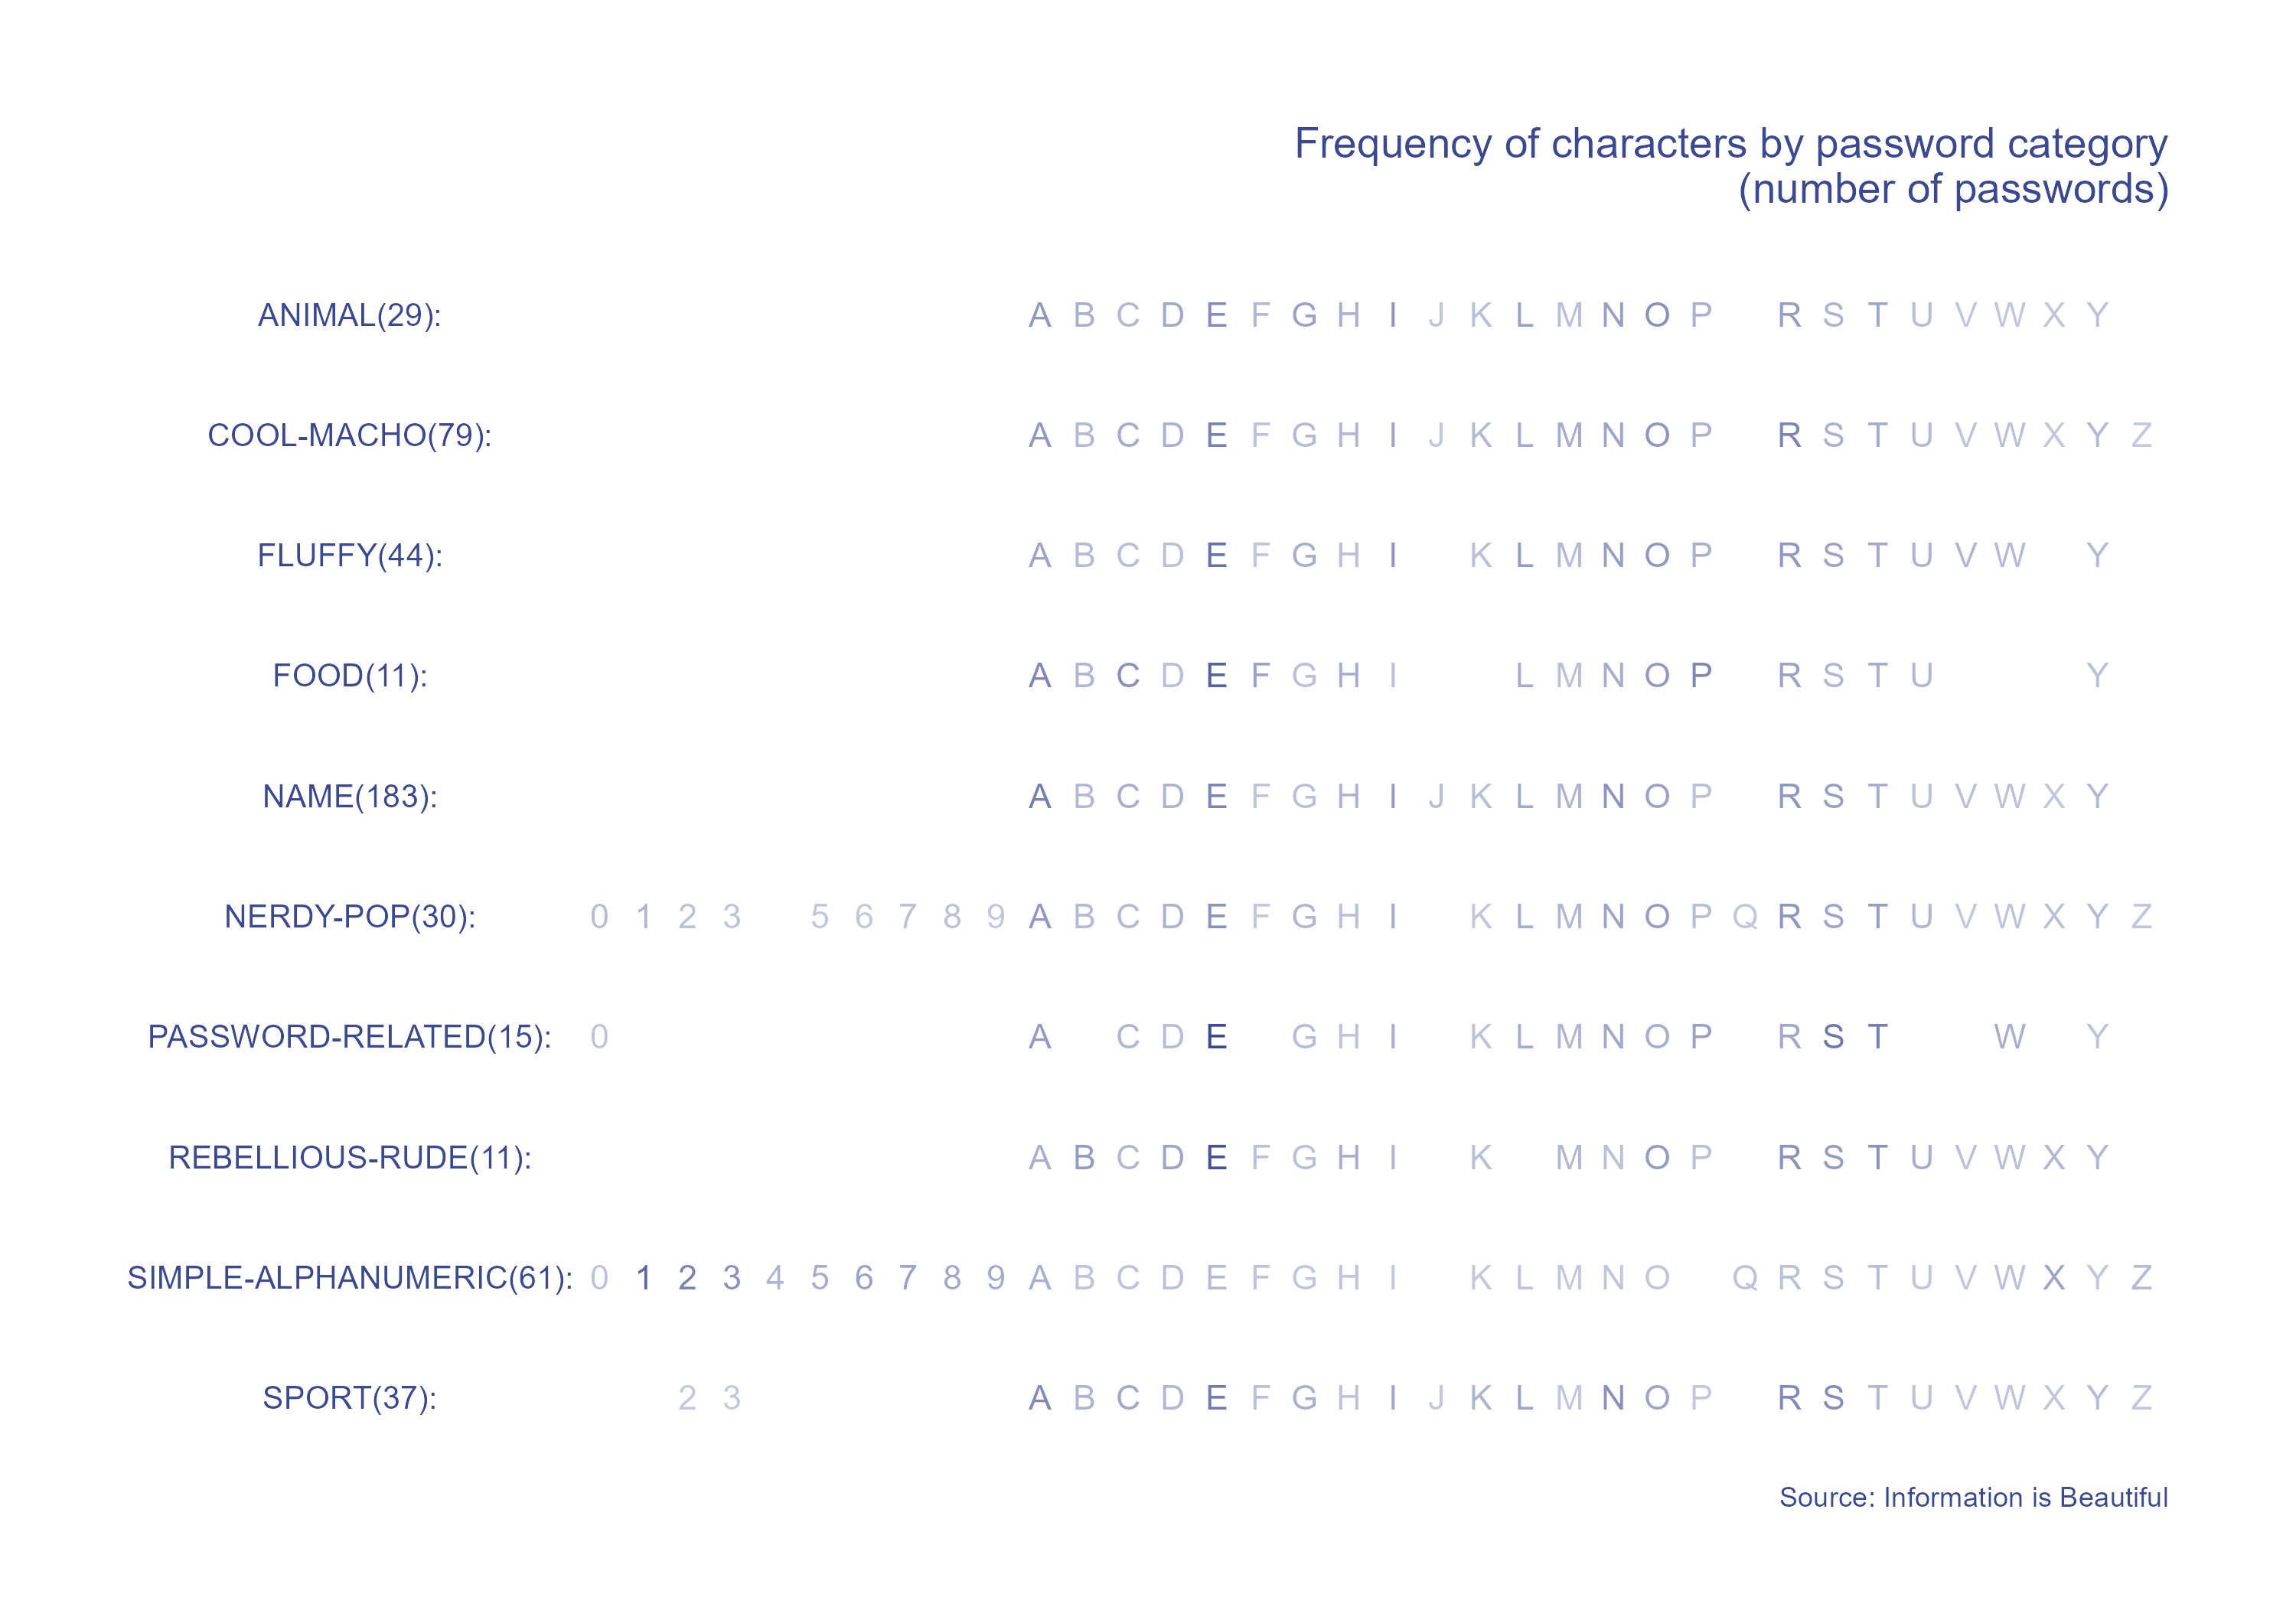 Frequency of characters by password category
(number of passwords)
ANIMAL(29): A B C D E F G H I J K L M N O P R S T U V W X Y
COOL-MACHO(79): A B C D E F G H I J K L M N O P R S T U V W X Y Z
FLUFFY(44): A B C D E F G H I K L M N O P R S T U V W Y
FOOD(11): A B C D E F G H I L M N O P R S T U Y
NAME(183): A B C D E F G H I J K L M N O P R S T U V W X Y
NERDY-POP(30): 0 1 2 3 5 6 7 8 9 A B C D E F G H I K L M N O P Q R S T U V W X Y Z
PASSWORD-RELATED(15): 0 A C D E G H I K L M N O P R S T W Y
REBELLIOUS-RUDE(11): A B C D E F G H I K M N O P R S T U V W X Y
SIMPLE-ALPHANUMERIC(61): 0 1 2 3 4 5 6 7 8 9 A B C D E F G H I K L M N O Q R S T U V W X Y Z
SPORT(37): 2 3 A B C D E F G H I J K L M N O P R S T U V W X Y Z
Source: Information is Beautiful